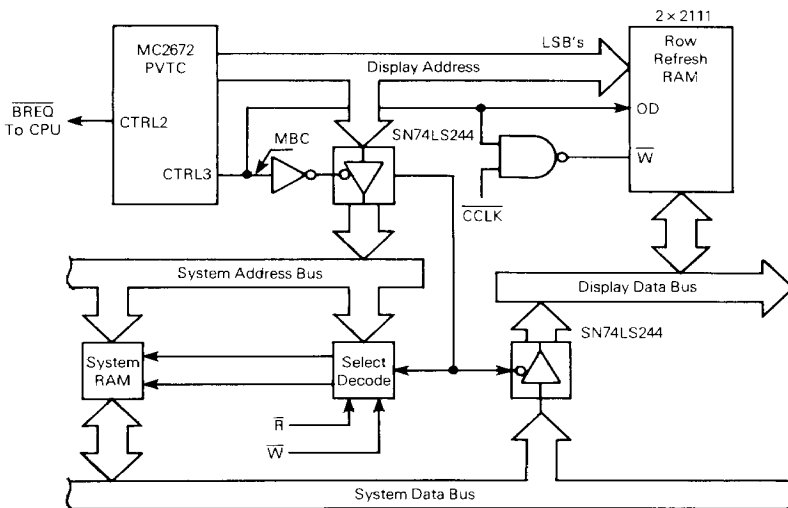 2 × 2111
MC2672
PVTC
LSB's
Display Address
Row
Refresh
RAM
BREQ
To CPU
CTRL2
OD
SN74LS244
MBC
W
CTRL3
CCLK
System Address Bus
Display Data Bus
SN74LS244
System
RAM
Select
Decode
R
W
System Data Bus